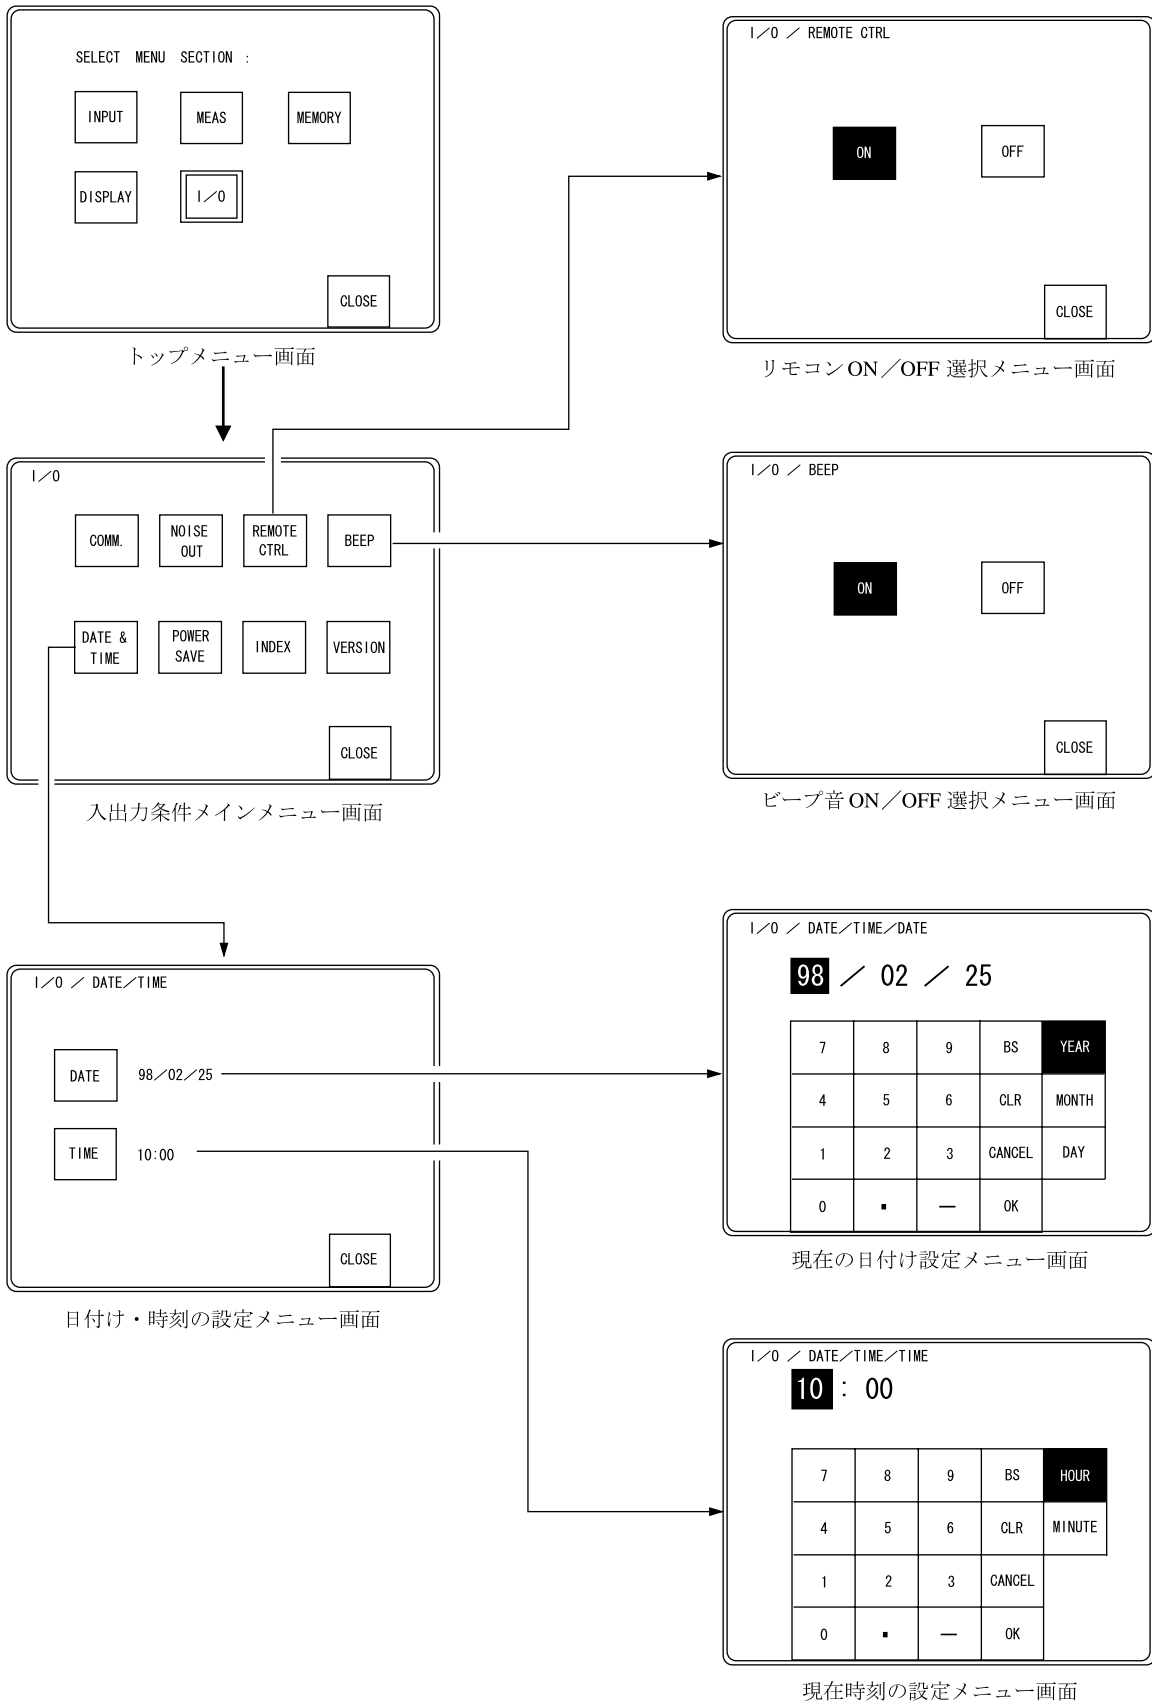 SELECT MENU SECTION :
INPUT MEAS MEMORY
DISPLAY I／O
CLOSE
トップメニュー画面
I／O ／ REMOTE CTRL
ON OFF
CLOSE
リモコン ON／OFF 選択メニュー画面
I／O
COMM. NOISE OUT REMOTE CTRL BEEP
DATE & TIME POWER SAVE INDEX VERSION
CLOSE
入出力条件メインメニュー画面
I／O ／ BEEP
ON OFF
CLOSE
ビープ音 ON／OFF 選択メニュー画面
I／O ／ DATE／TIME
DATE 98／02／25
TIME 10:00
CLOSE
日付け・時刻の設定メニュー画面
I／O ／ DATE／TIME／DATE
98 ／ 02 ／ 25
7 8 9 BS YEAR
4 5 6 CLR MONTH
1 2 3 CANCEL DAY
0 . — OK
現在の日付け設定メニュー画面
I／O ／ DATE／TIME／TIME
10 : 00
7 8 9 BS HOUR
4 5 6 CLR MINUTE
1 2 3 CANCEL
0 . — OK
現在時刻の設定メニュー画面